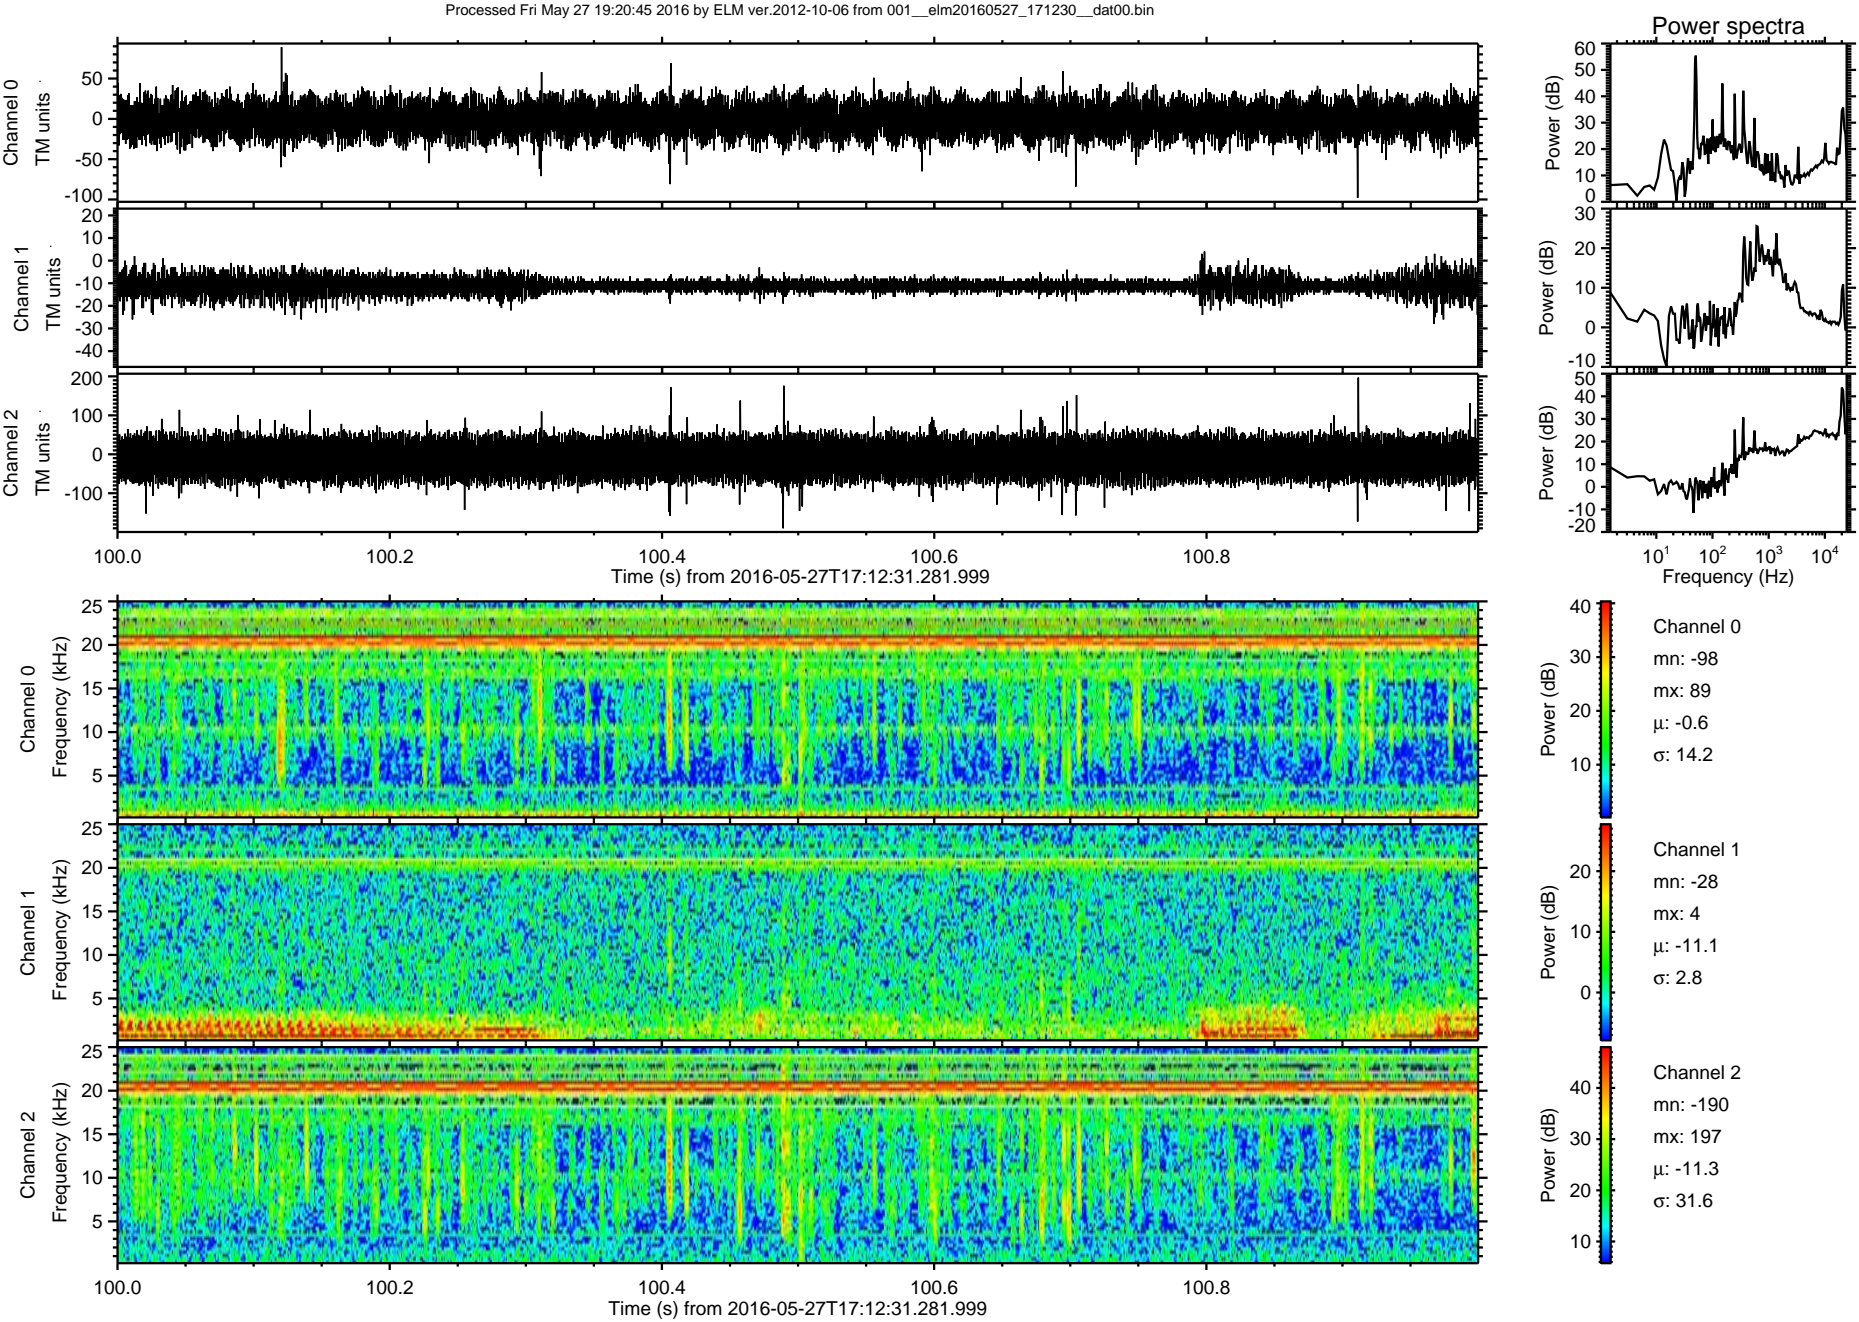 Processed Fri May 27 19:20:45 2016 by ELM ver.2012-10-06 from 001__elm20160527_171230__dat00.bin
Power spectra
Channel 0
TM units
50
0
-50
-100
Power (dB)
60
50
40
30
20
10
0
Channel 1
TM units
20
10
0
-10
-20
-30
-40
Power (dB)
30
20
10
0
-10
Channel 2
TM units
200
100
0
-100
Power (dB)
50
40
30
20
10
0
-10
-20
100.0 100.2 100.4 100.6 100.8
Time (s) from 2016-05-27T17:12:31.281.999
10^1 10^2 10^3 10^4
Frequency (Hz)
Channel 0
Frequency (kHz)
25
20
15
10
5
Power (dB)
40
30
20
10
Channel 0
mn: -98
mx: 89
µ: -0.6
σ: 14.2
Channel 1
Frequency (kHz)
25
20
15
10
5
Power (dB)
20
10
0
Channel 1
mn: -28
mx: 4
µ: -11.1
σ: 2.8
Channel 2
Frequency (kHz)
25
20
15
10
5
Power (dB)
40
30
20
10
Channel 2
mn: -190
mx: 197
µ: -11.3
σ: 31.6
100.0 100.2 100.4 100.6 100.8
Time (s) from 2016-05-27T17:12:31.281.999